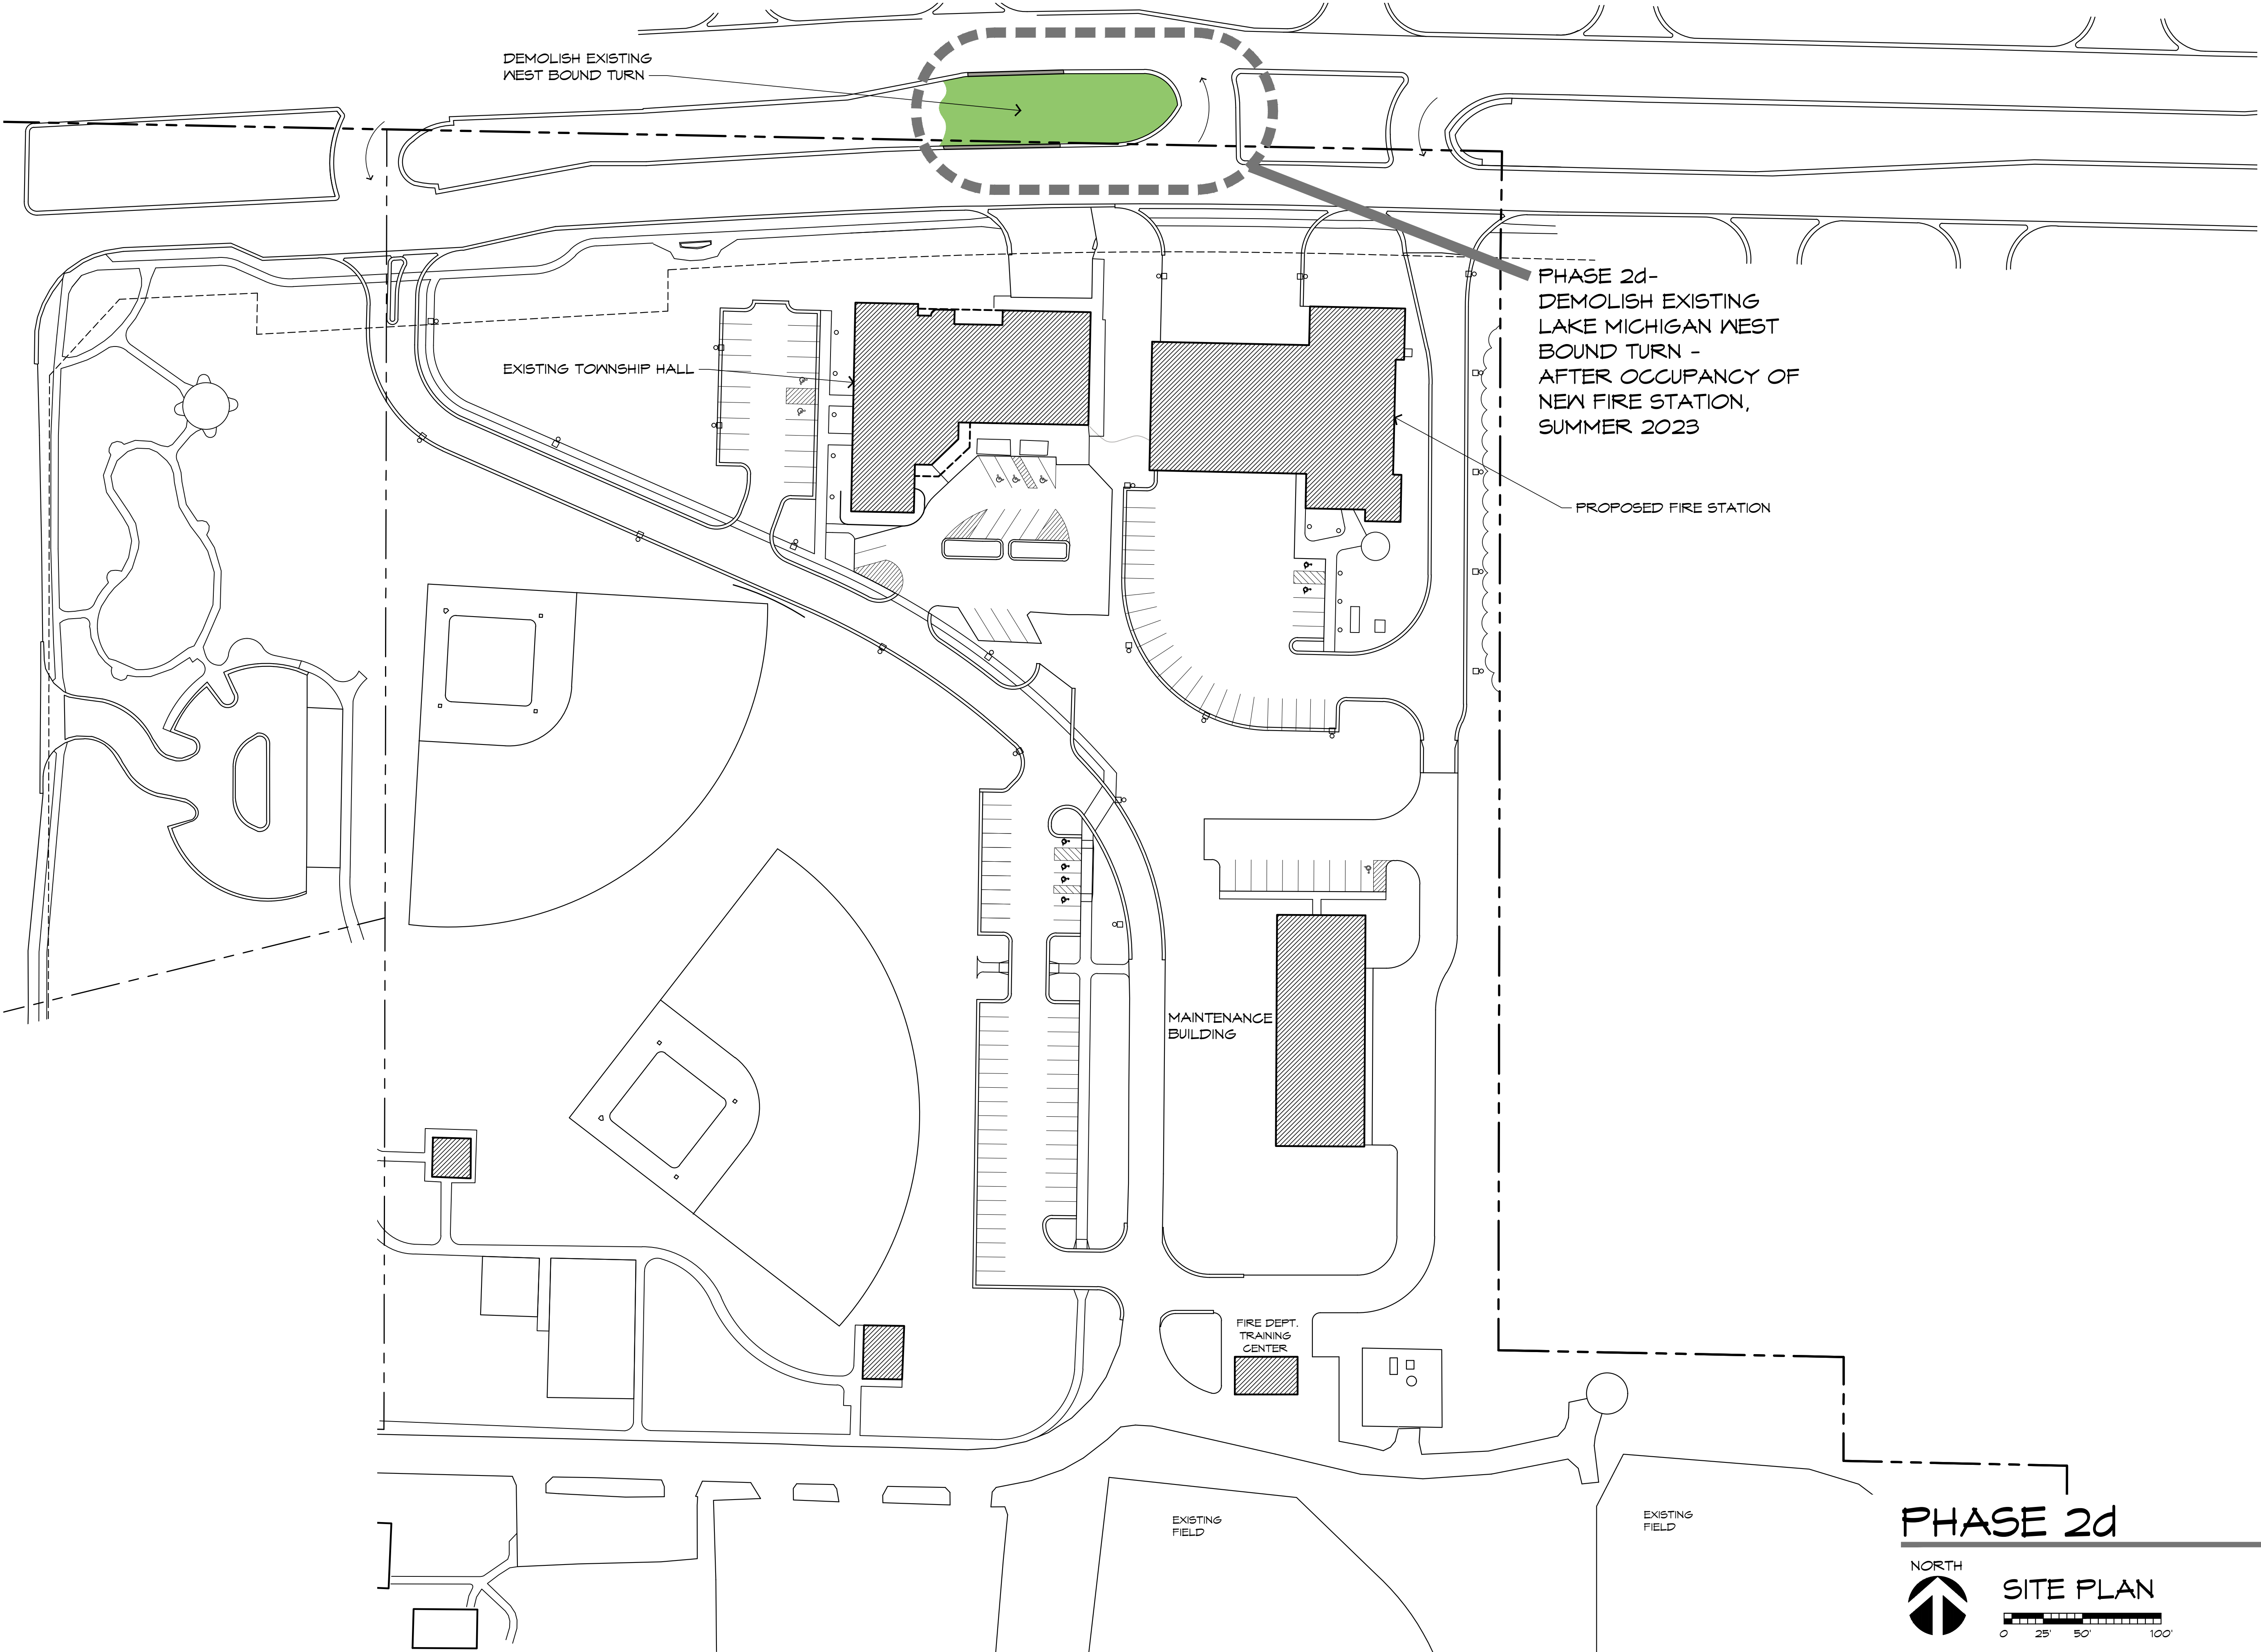 DEMOLISH EXISTING
WEST BOUND TURN
EXISTING TOWNSHIP HALL
PHASE 2d-
DEMOLISH EXISTING
LAKE MICHIGAN WEST
BOUND TURN -
AFTER OCCUPANCY OF
NEW FIRE STATION,
SUMMER 2023
PROPOSED FIRE STATION
MAINTENANCE
BUILDING
FIRE DEPT.
TRAINING
CENTER
EXISTING
FIELD
EXISTING
FIELD
PHASE 2d
NORTH
SITE PLAN
0 25' 50' 100'